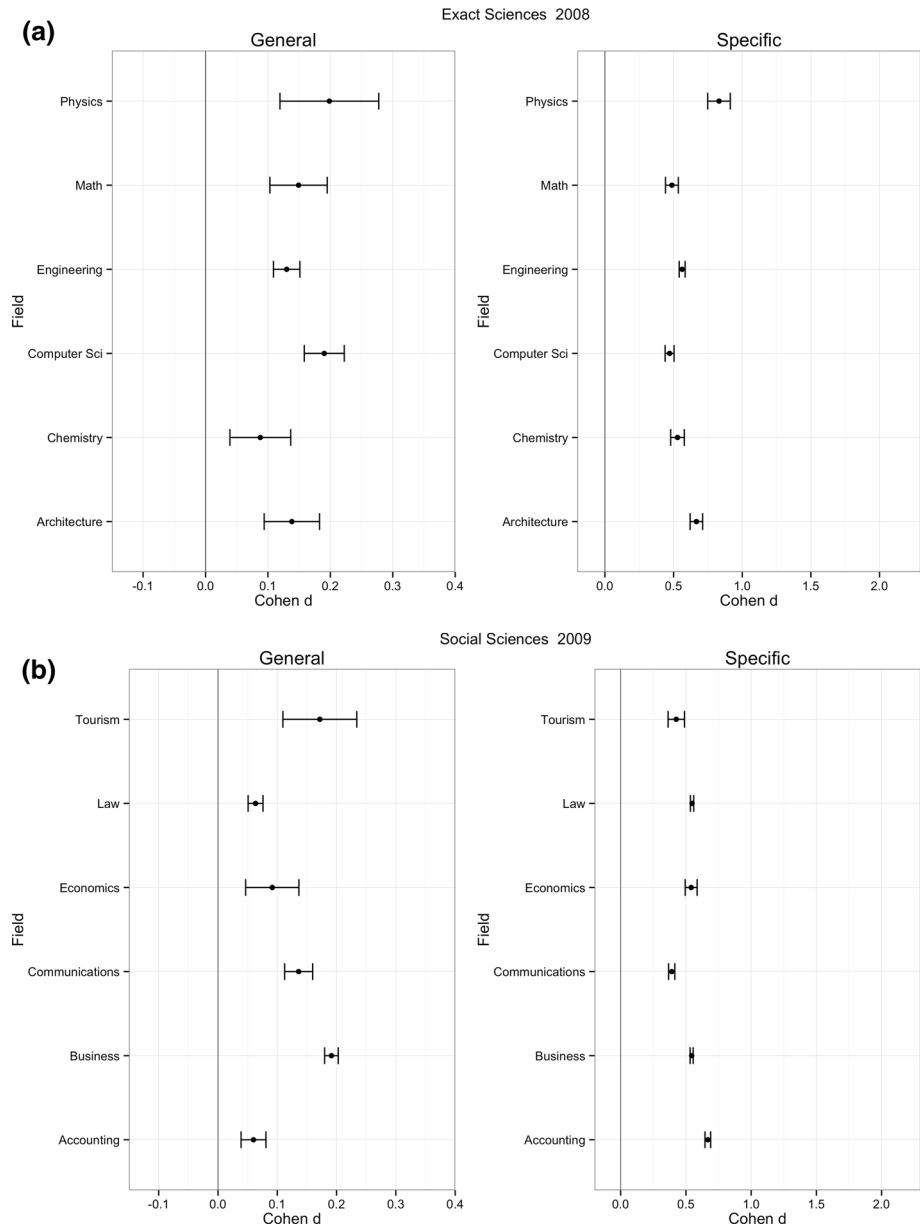 Exact Sciences 2008
(a)
General
Specific
Physics
Math
Engineering
Computer Sci
Chemistry
Architecture
Field
-0.1 0.0 0.1 0.2 0.3 0.4
Cohen d
Physics
Math
Engineering
Computer Sci
Chemistry
Architecture
Field
0.0 0.5 1.0 1.5 2.0
Cohen d
Social Sciences 2009
(b)
General
Specific
Tourism
Law
Economics
Communications
Business
Accounting
Field
-0.1 0.0 0.1 0.2 0.3 0.4
Cohen d
Tourism
Law
Economics
Communications
Business
Accounting
Field
0.0 0.5 1.0 1.5 2.0
Cohen d